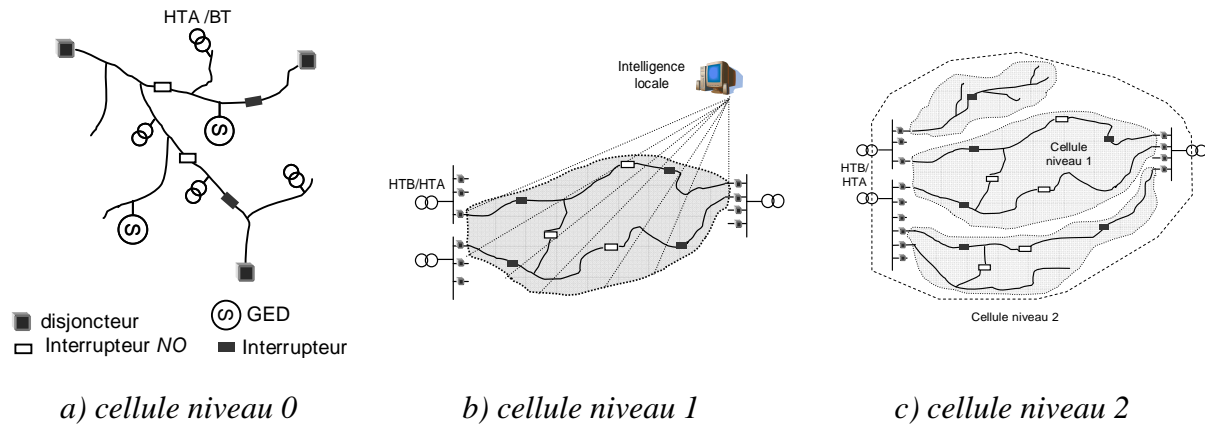 HTA /BT
S
S
disjoncteur
S GED
Interrupteur NO
Interrupteur
a) cellule niveau 0
Intelligence
locale
HTB/HTA
b) cellule niveau 1
HTB/
HTA
Cellule
niveau 1
Cellule niveau 2
c) cellule niveau 2